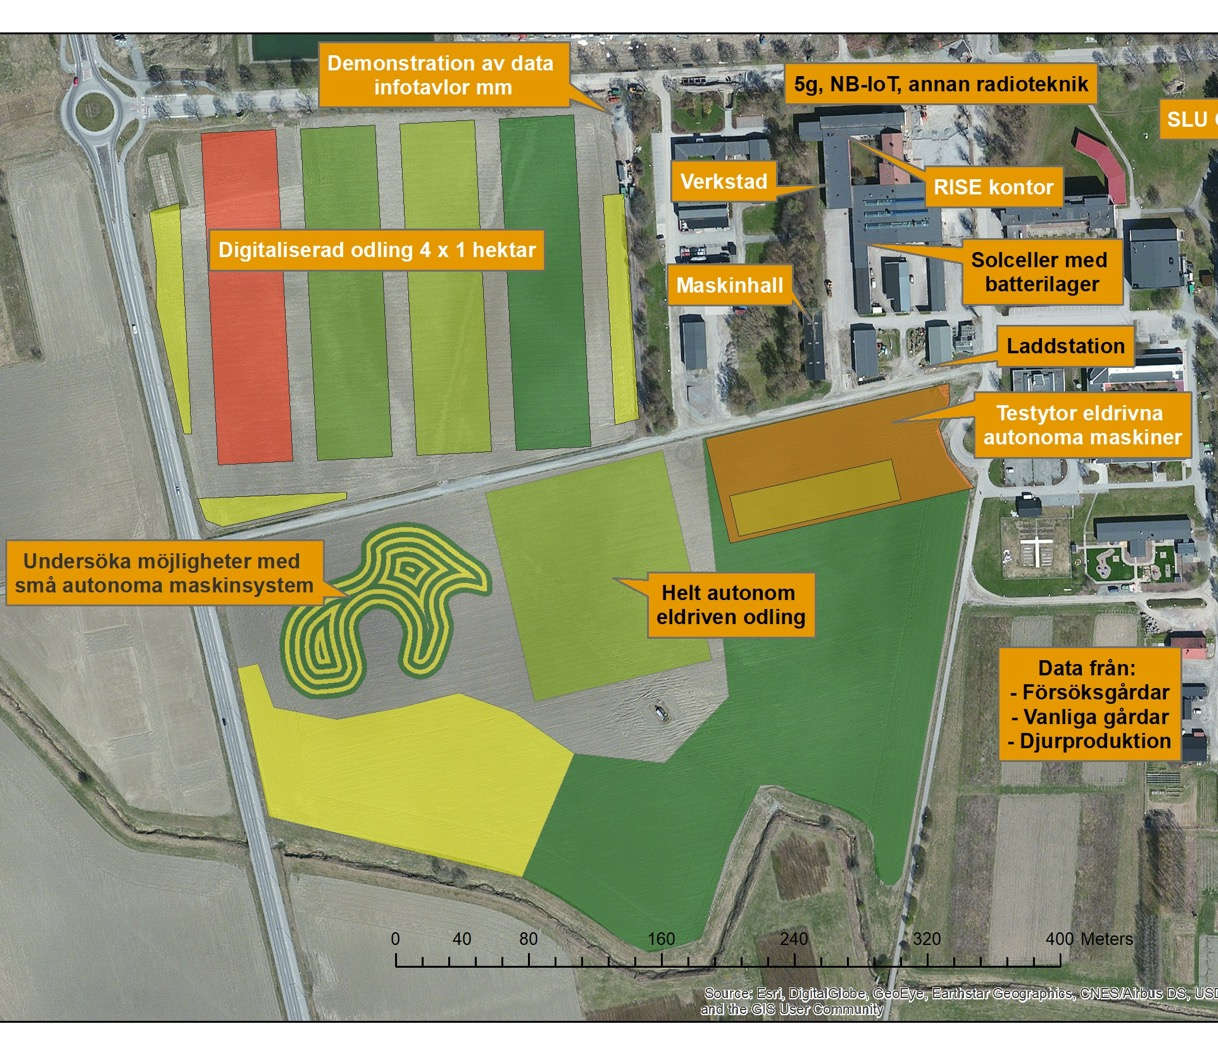 Demonstration av data
infotavlor mm
5g, NB-IoT, annan radioteknik
SLU
Verkstad
RISE kontor
Digitaliserad odling 4 x 1 hektar
Solceller med
batterilager
Maskinhall
Laddstation
Testytor eldrivna
autonoma maskiner
Undersöka möjligheter med
små autonoma maskinsystem
Helt autonom
eldriven odling
Data från:
- Försöksgårdar
- Vanliga gårdar
- Djurproduktion
0 40 80 160 240 320 400 Meters
Source: Esri, DigitalGlobe, GeoEye, Earthstar Geographics, CNES/Airbus DS,
and the GIS User Community